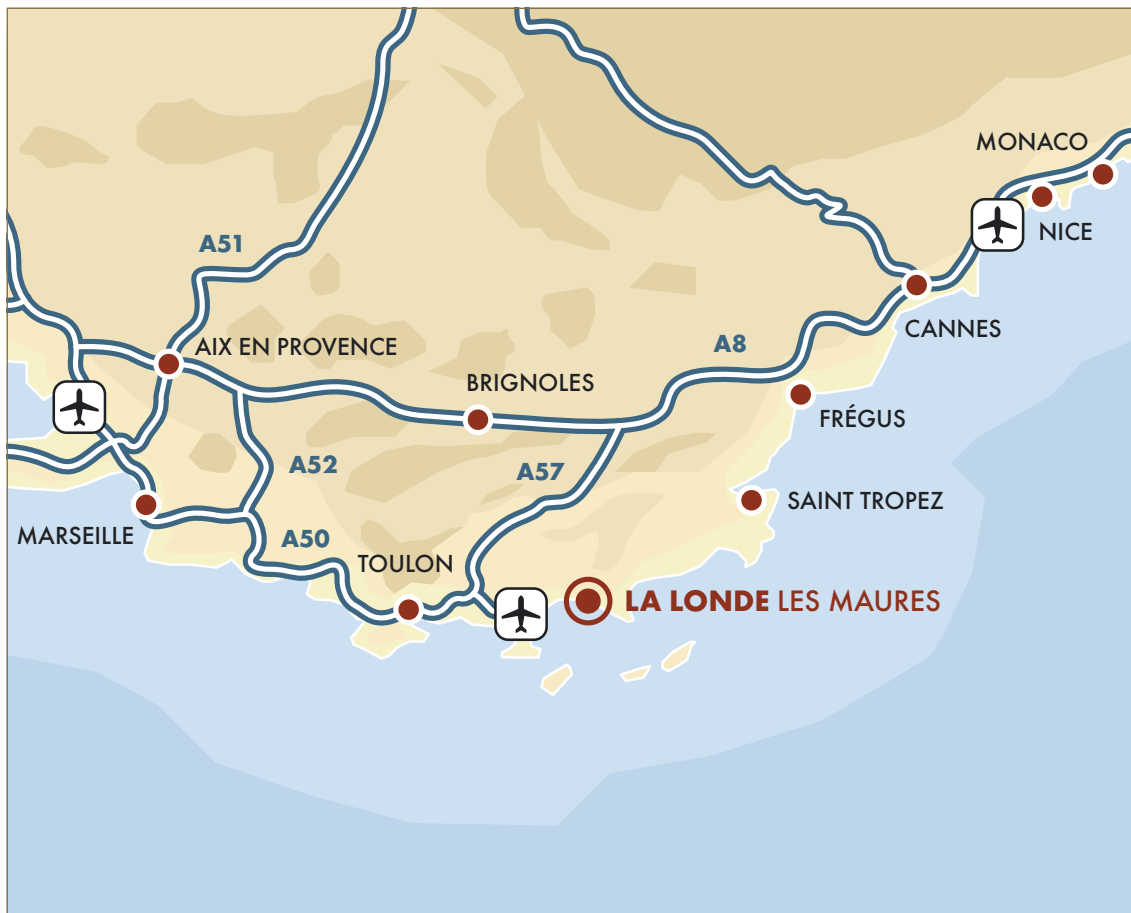 MONACO
NICE
A51
CANNES
AIX EN PROVENCE
A8
BRIGNOLES
FRÉGUS
A52
A57
SAINT TROPEZ
MARSEILLE
A50
TOULON
LA LONDE LES MAURES